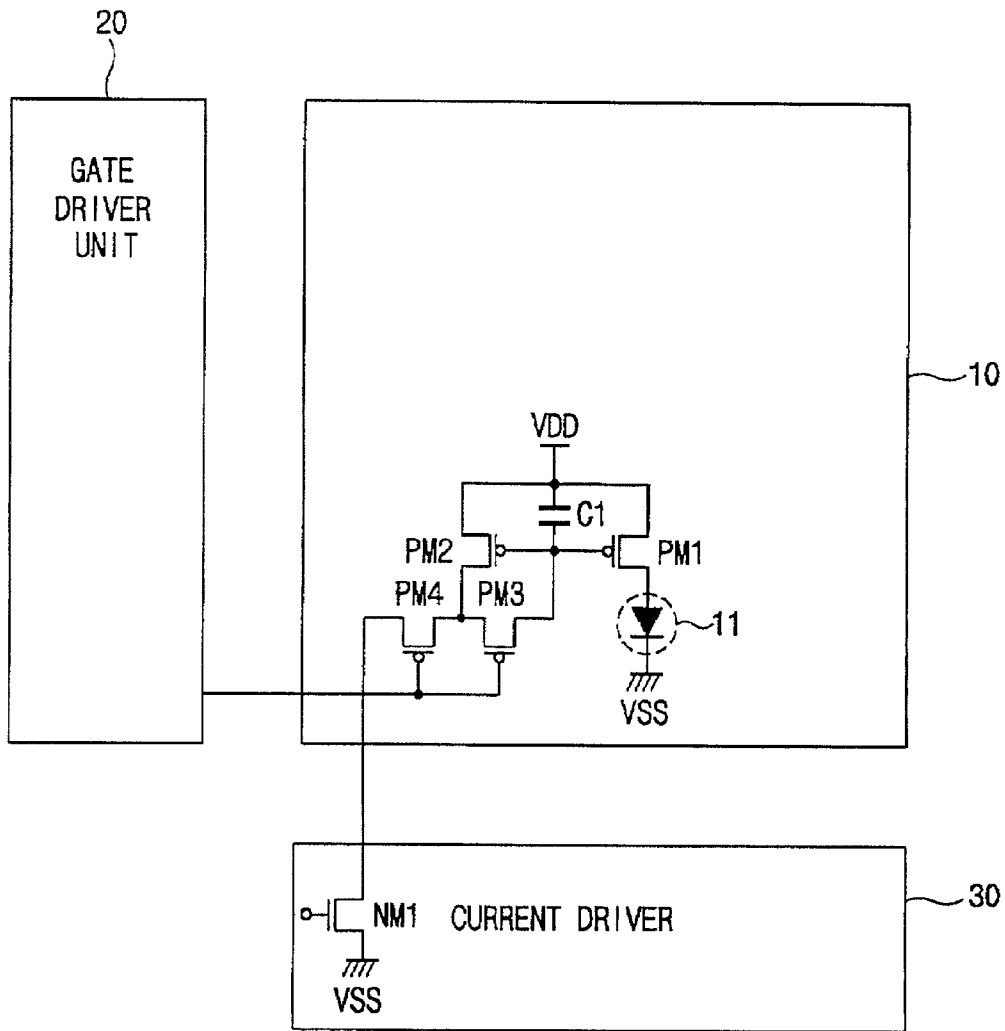 20
GATE
DRIVER
UNIT
10
VDD
C1
PM2
PM1
PM4
PM3
11
VSS
30
NM1
CURRENT DRIVER
VSS